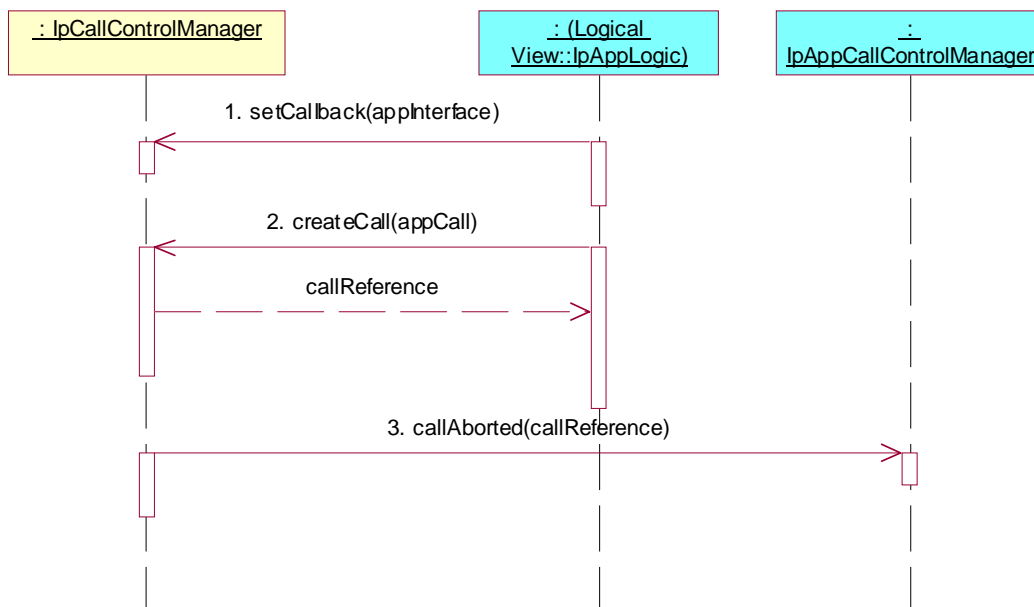 : IpCallControlManager
: (Logical
View::IpAppLogic)
:
IpAppCallControlManager
1. setCallback(appInterface)
2. createCall(appCall)
callReference
3. callAborted(callReference)